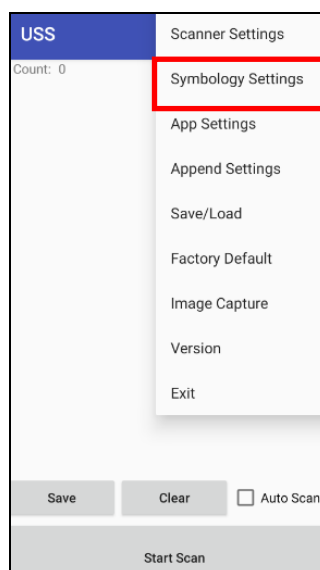 USS
Count: 0
Scanner Settings
Symbology Settings
App Settings
Append Settings
Save/Load
Factory Default
Image Capture
Version
Exit
Save Clear Auto Scan
Start Scan